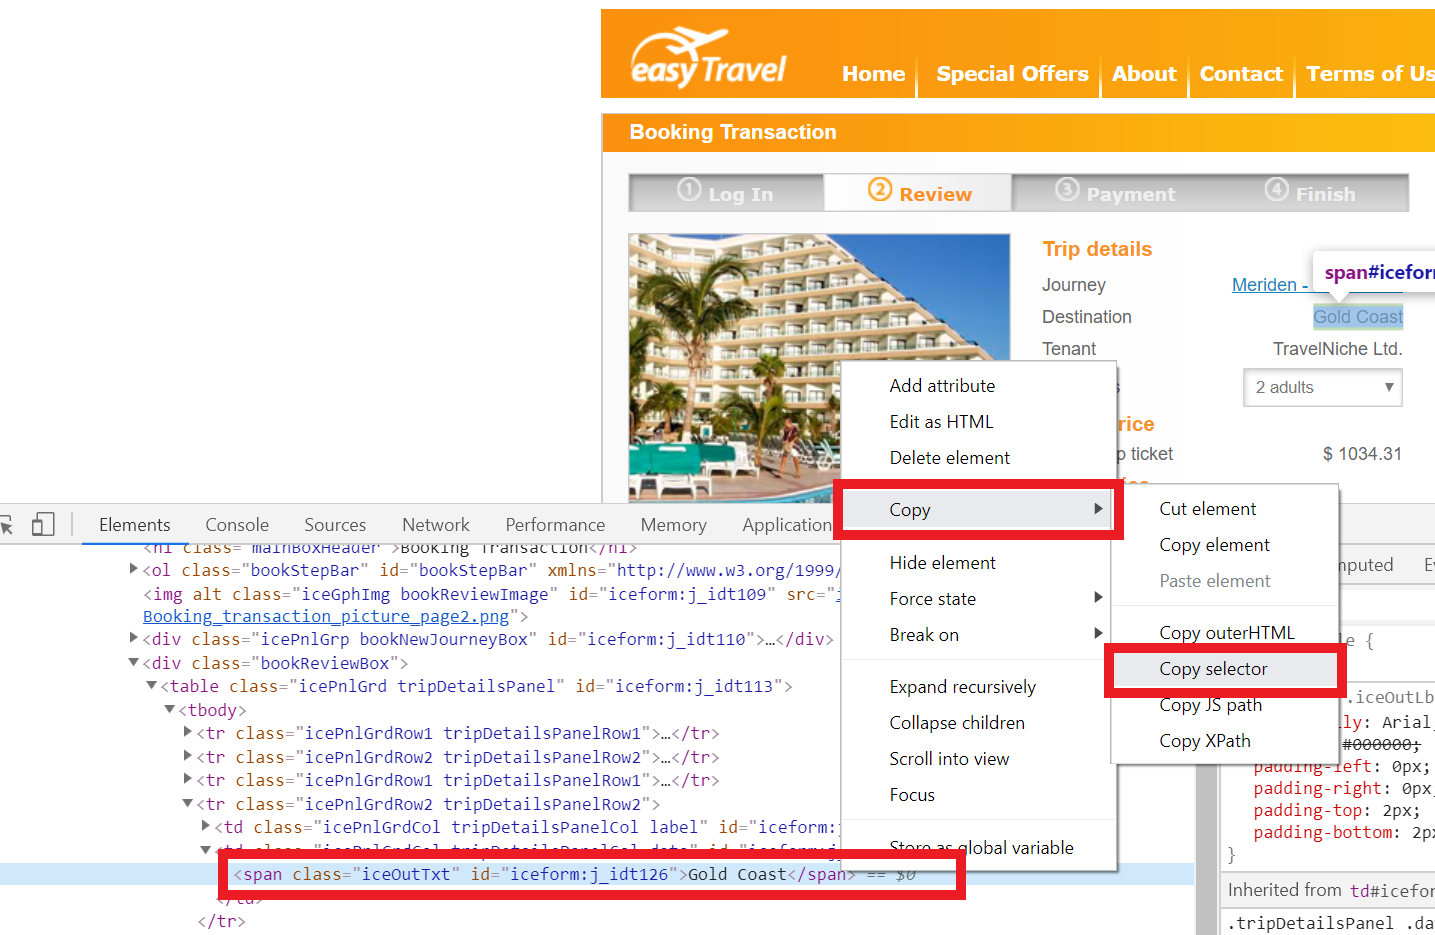 easyTravel
Home Special Offers About Contact Terms of Us
Booking Transaction
1 Log In 2 Review 3 Payment 4 Finish
Trip details
Journey Meriden -
span#icefor
Destination Gold Coast
Tenant TravelNiche Ltd.
2 adults
rice
p ticket $ 1034.31
Add attribute
Edit as HTML
Delete element
Copy
Hide element
Force state
Break on
Expand recursively
Collapse children
Scroll into view
Focus
Store as global variable
Cut element
Copy element
Paste element
Copy outerHTML
Copy selector
Copy JS path
Copy XPath
Elements Console Sources Network Performance Memory Application
<h1 class="mainBoxHeader">Booking Transaction</h1>
<ol class="bookStepBar" id="bookStepBar" xmlns="http://www.w3.org/1999/
<img alt class="iceGphImg bookReviewImage" id="iceform:j_idt109" src="
Booking_transaction_picture_page2.png">
<div class="icePnlGrp bookNewJourneyBox" id="iceform:j_idt110">…</div>
<div class="bookReviewBox">
<table class="icePnlGrd tripDetailsPanel" id="iceform:j_idt113">
<tbody>
<tr class="icePnlGrdRow1 tripDetailsPanelRow1">…</tr>
<tr class="icePnlGrdRow2 tripDetailsPanelRow2">…</tr>
<tr class="icePnlGrdRow1 tripDetailsPanelRow1">…</tr>
<tr class="icePnlGrdRow2 tripDetailsPanelRow2">
<td class="icePnlGrdCol tripDetailsPanelCol label" id="iceform:j
<td class="icePnlGrdCol tripDetailsPanelCol data" id="iceform:j
<span class="iceOutTxt" id="iceform:j_idt126">Gold Coast</span> == $0
</td>
</tr>
mputed Ev
le {
.iceOutLb
lly: Arial,
#000000;
padding-left: 0px;
padding-right: 0px;
padding-top: 2px;
padding-bottom: 2px
}
Inherited from td#icefor
.tripDetailsPanel .da